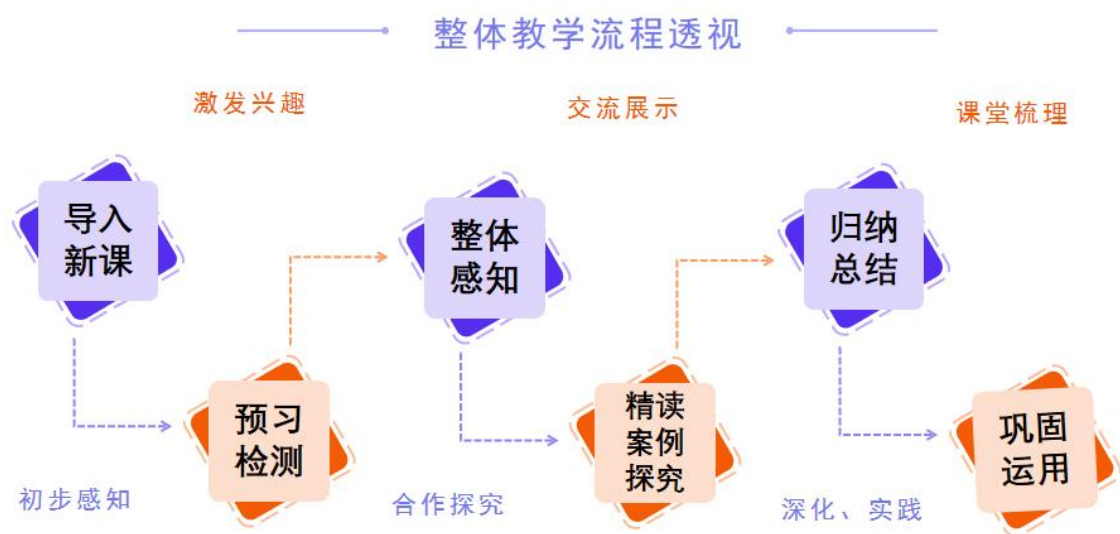 整体教学流程透视
激发兴趣
交流展示
课堂梳理
导入
新课
整体
感知
归纳
总结
预习
检测
精读
案例
探究
巩固
运用
初步感知
合作探究
深化、实践